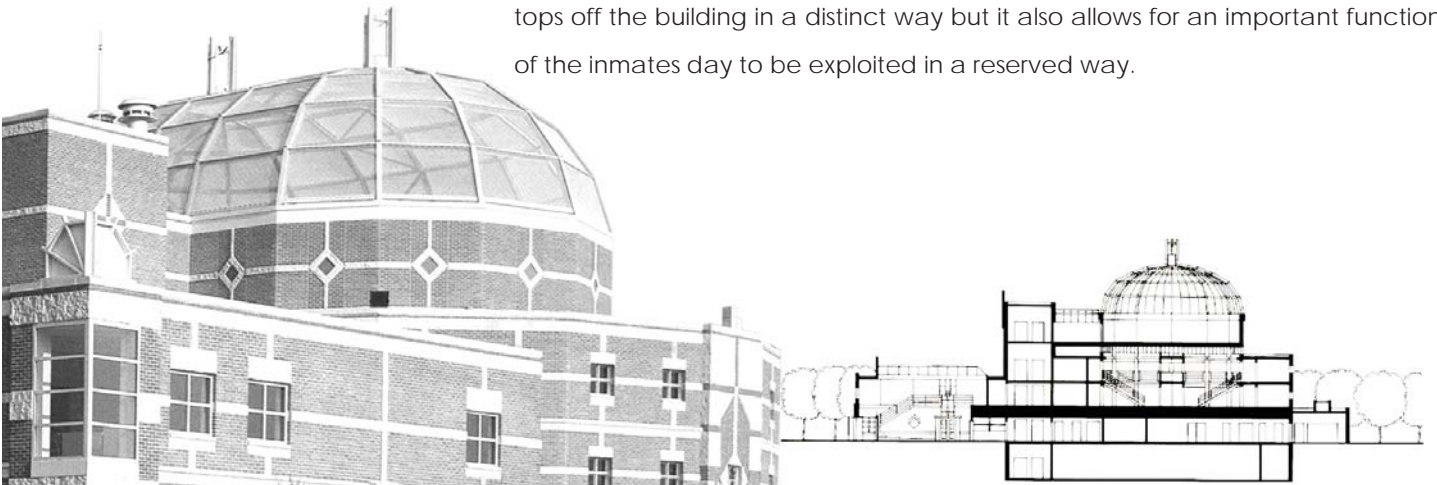 tops off the building in a distinct way but it also allows for an important function
of the inmates day to be exploited in a reserved way.